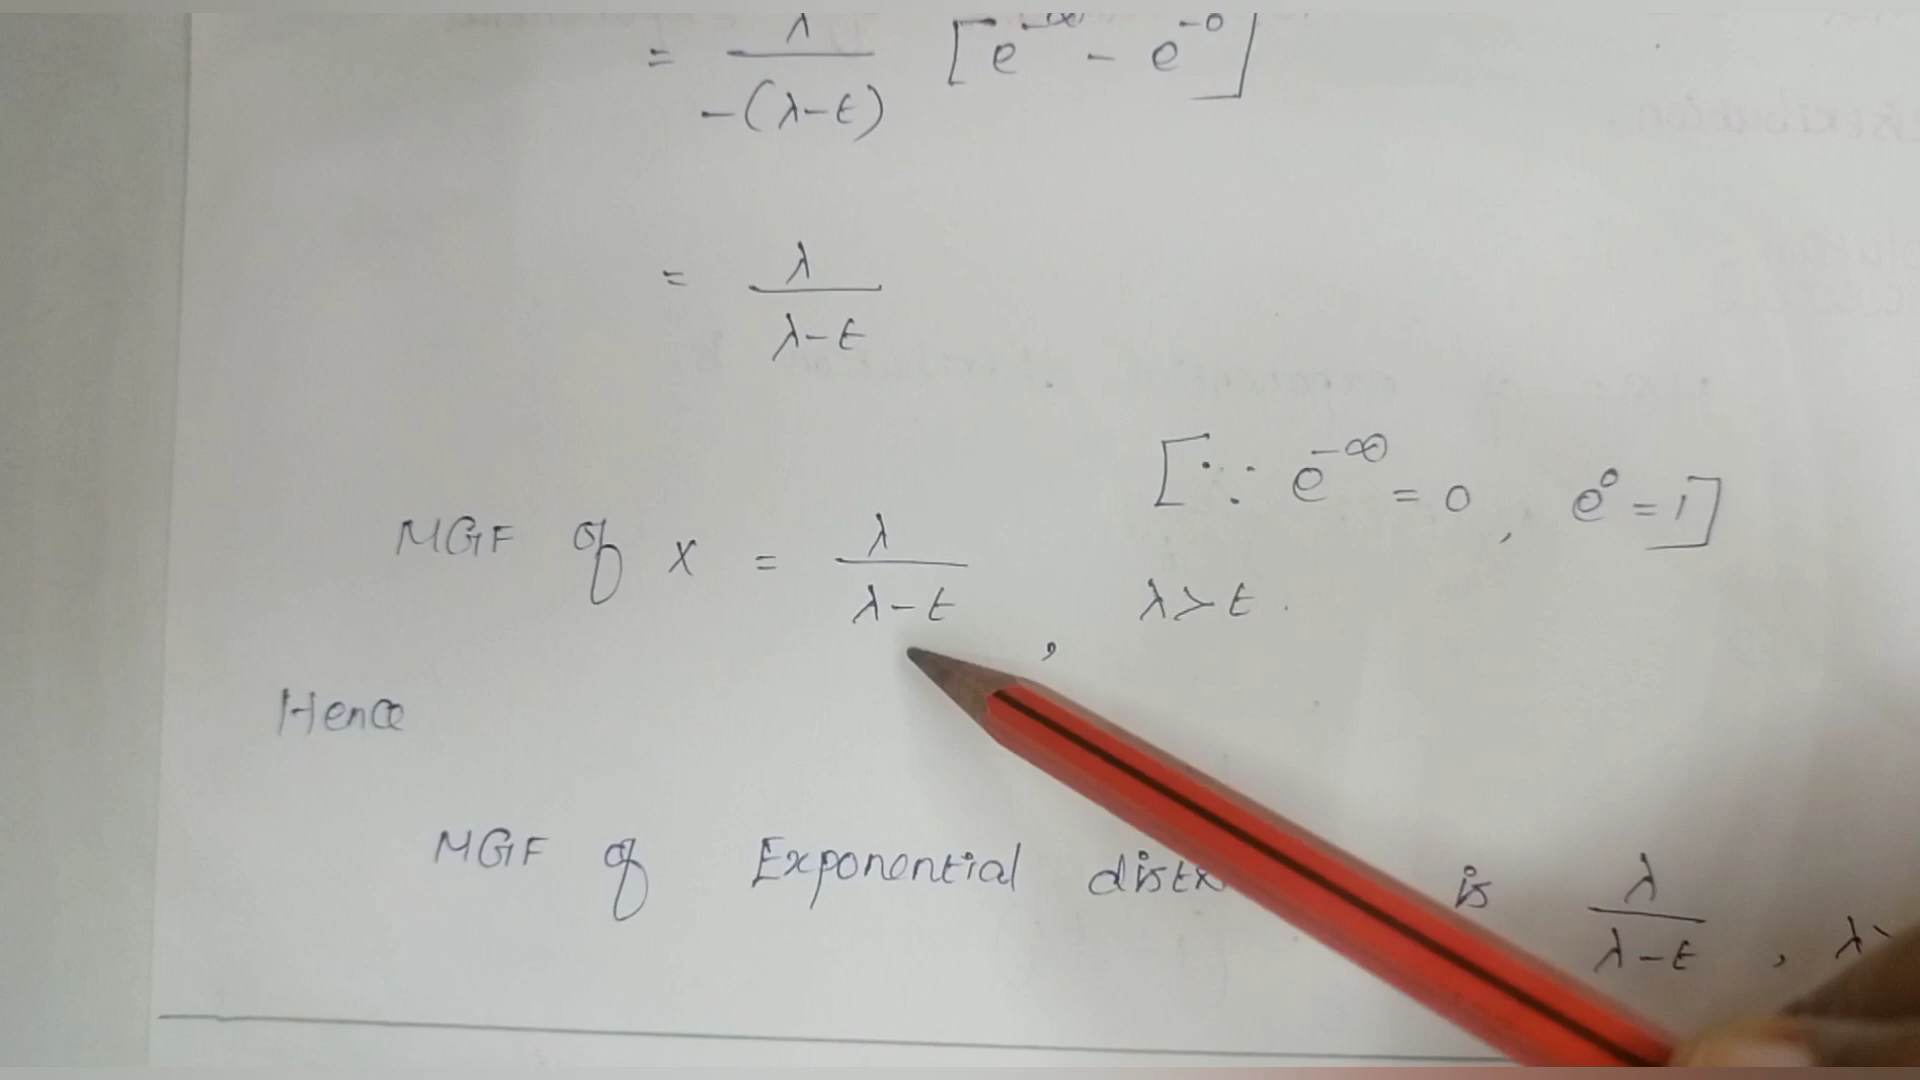 = λ / -(λ-t) [e^-∞ - e^-0]
= λ / λ-t
[∵ e^-∞ = 0, e^0 = 1]
MGF of X = λ / λ-t , λ>t.
Hence
MGF of Exponential is λ / λ-t , λ>